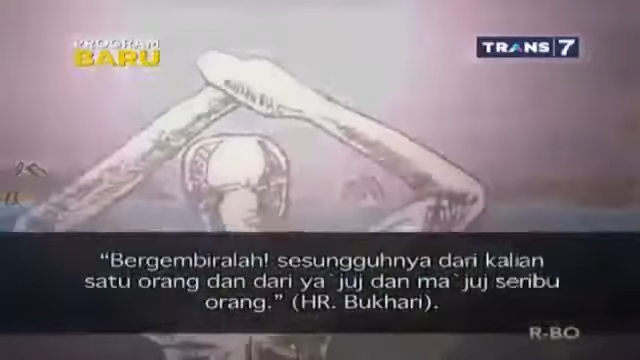 PROGRAM
BARU
TRANS 7
"Bergembiralah! sesungguhnya dari kalian
satu orang dan dari ya`juj dan ma`juj seribu
orang." (HR. Bukhari).
R-BO